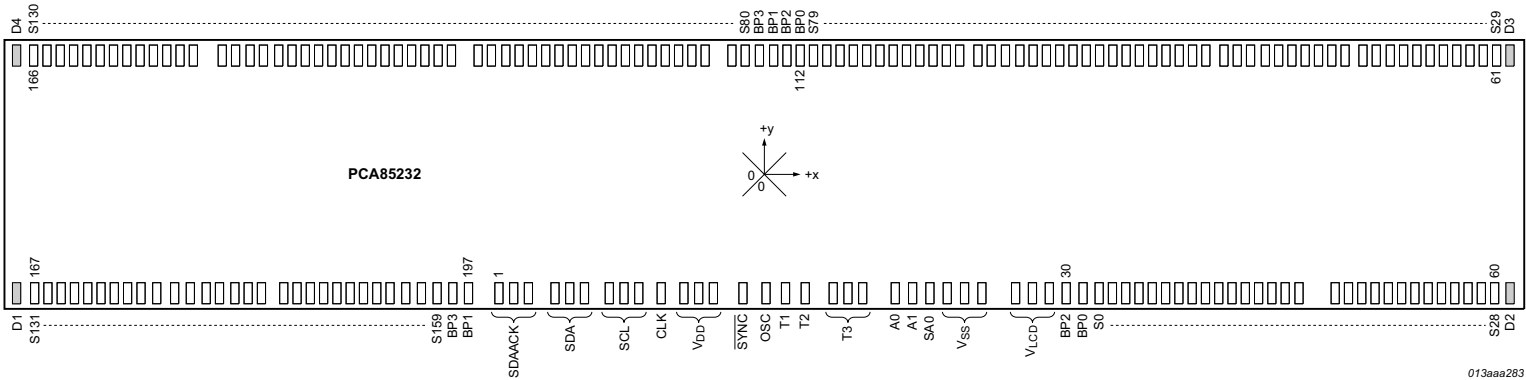 D4
S130
S80
BP3
BP1
BP2
BP0
S79
S29
D3
166
112
61
+y
PCA85232
0
0
+x
167
197
1
30
60
D1
S131
S159
BP3
BP1
SDAACK
SDA
SCL
CLK
VDD
SYNC
OSC
T1
T2
T3
A0
A1
SA0
VSS
VLCD
BP2
BP0
S0
S28
D2
013aaa283